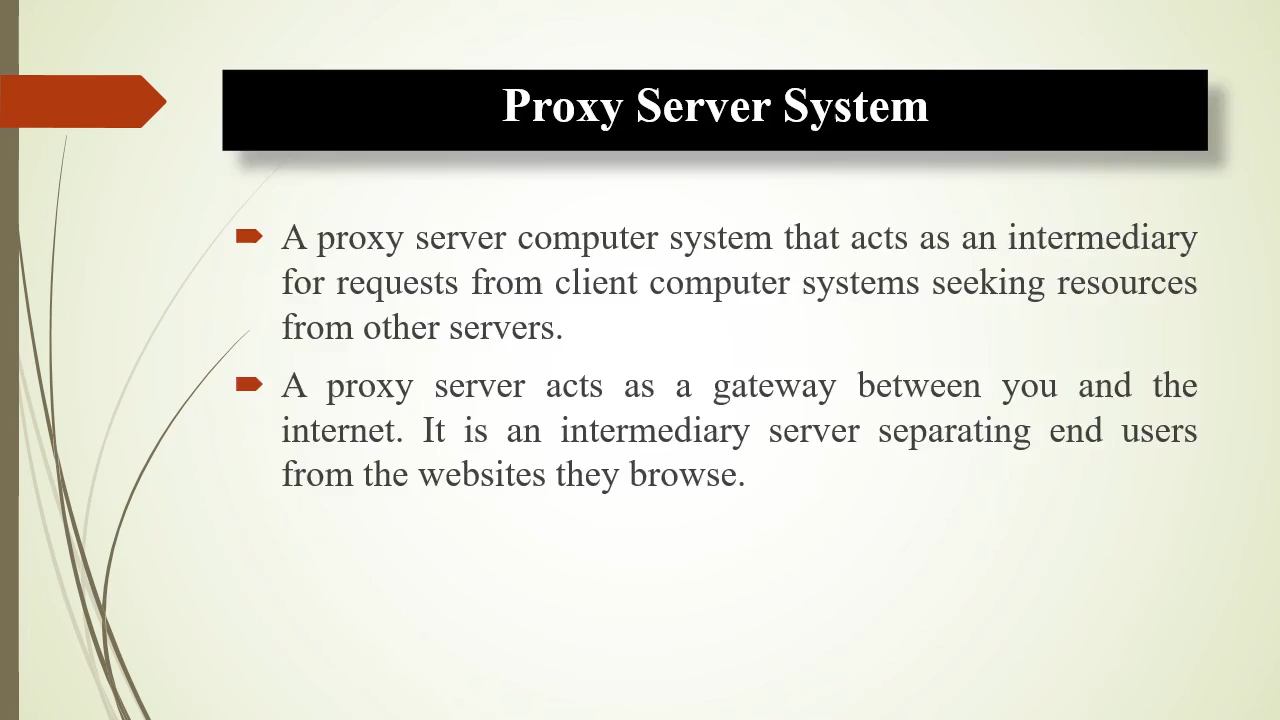 Proxy Server System
A proxy server computer system that acts as an intermediary
for requests from client computer systems seeking resources
from other servers.
A proxy server acts as a gateway between you and the
internet. It is an intermediary server separating end users
from the websites they browse.